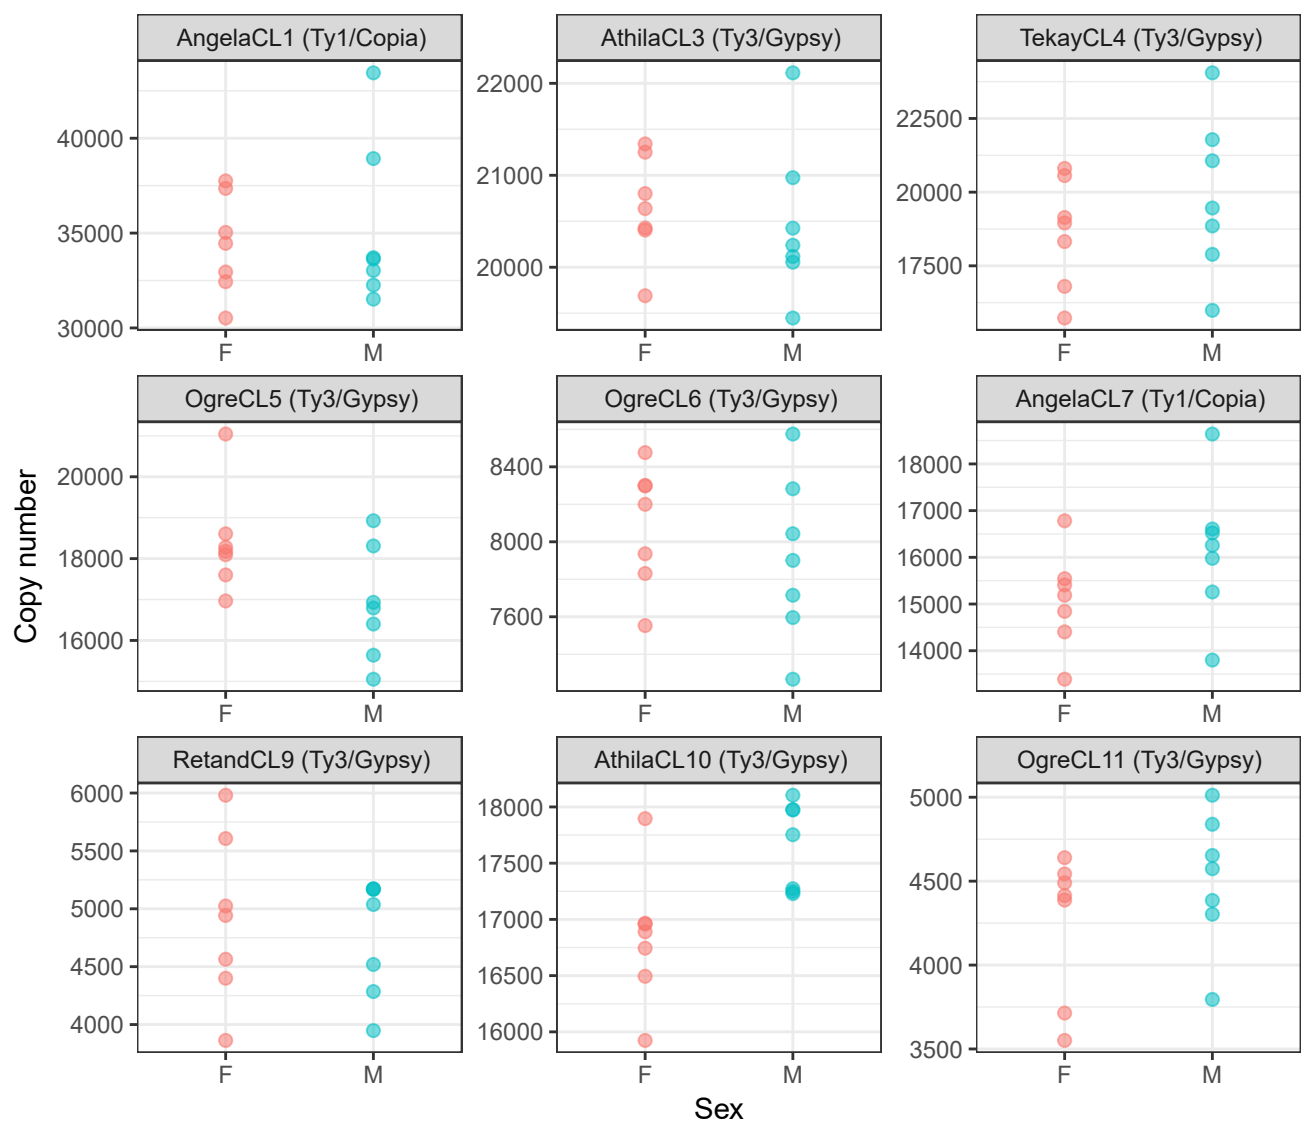 AngelaCL1 (Ty1/Copia)
AthilaCL3 (Ty3/Gypsy)
TekayCL4 (Ty3/Gypsy)
40000
35000
30000
F
M
22000
21000
20000
F
M
22500
20000
17500
F
M
OgreCL5 (Ty3/Gypsy)
OgreCL6 (Ty3/Gypsy)
AngelaCL7 (Ty1/Copia)
Copy number
20000
18000
16000
F
M
8400
8000
7600
F
M
18000
17000
16000
15000
14000
F
M
RetandCL9 (Ty3/Gypsy)
AthilaCL10 (Ty3/Gypsy)
OgreCL11 (Ty3/Gypsy)
6000
5500
5000
4500
4000
F
M
18000
17500
17000
16500
16000
F
M
5000
4500
4000
3500
F
M
Sex